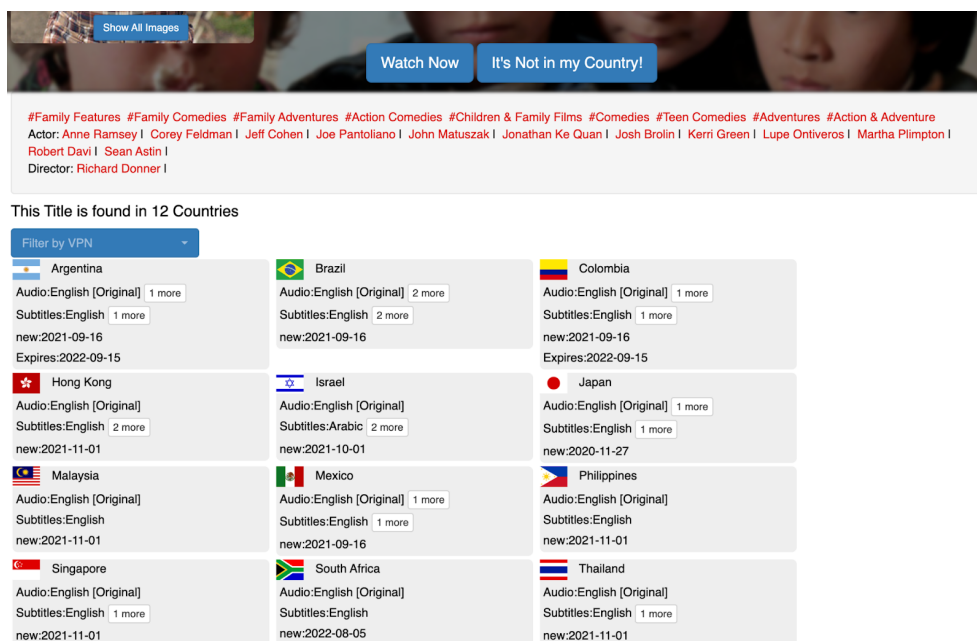 Show All Images
Watch Now It's Not in my Country!
#Family Features #Family Comedies #Family Adventures #Action Comedies #Children & Family Films #Comedies #Teen Comedies #Adventures #Action & Adventure
Actor: Anne Ramsey | Corey Feldman | Jeff Cohen | Joe Pantoliano | John Matuszak | Jonathan Ke Quan | Josh Brolin | Kerri Green | Lupe Ontiveros | Martha Plimpton |
Robert Davi | Sean Astin |
Director: Richard Donner |
This Title is found in 12 Countries
Filter by VPN
Argentina
Audio:English [Original] 1 more
Subtitles:English 1 more
new:2021-09-16
Expires:2022-09-15
Brazil
Audio:English [Original] 2 more
Subtitles:English 2 more
new:2021-09-16
Colombia
Audio:English [Original] 1 more
Subtitles:English 1 more
new:2021-09-16
Expires:2022-09-15
Hong Kong
Audio:English [Original]
Subtitles:English 2 more
new:2021-11-01
Israel
Audio:English [Original]
Subtitles:Arabic 2 more
new:2021-10-01
Japan
Audio:English [Original] 1 more
Subtitles:English 1 more
new:2020-11-27
Malaysia
Audio:English [Original]
Subtitles:English
new:2021-11-01
Mexico
Audio:English [Original] 1 more
Subtitles:English 1 more
new:2021-09-16
Philippines
Audio:English [Original]
Subtitles:English
new:2021-11-01
Singapore
Audio:English [Original]
Subtitles:English 1 more
new:2021-11-01
South Africa
Audio:English [Original]
Subtitles:English
new:2022-08-05
Thailand
Audio:English [Original]
Subtitles:English 1 more
new:2021-11-01